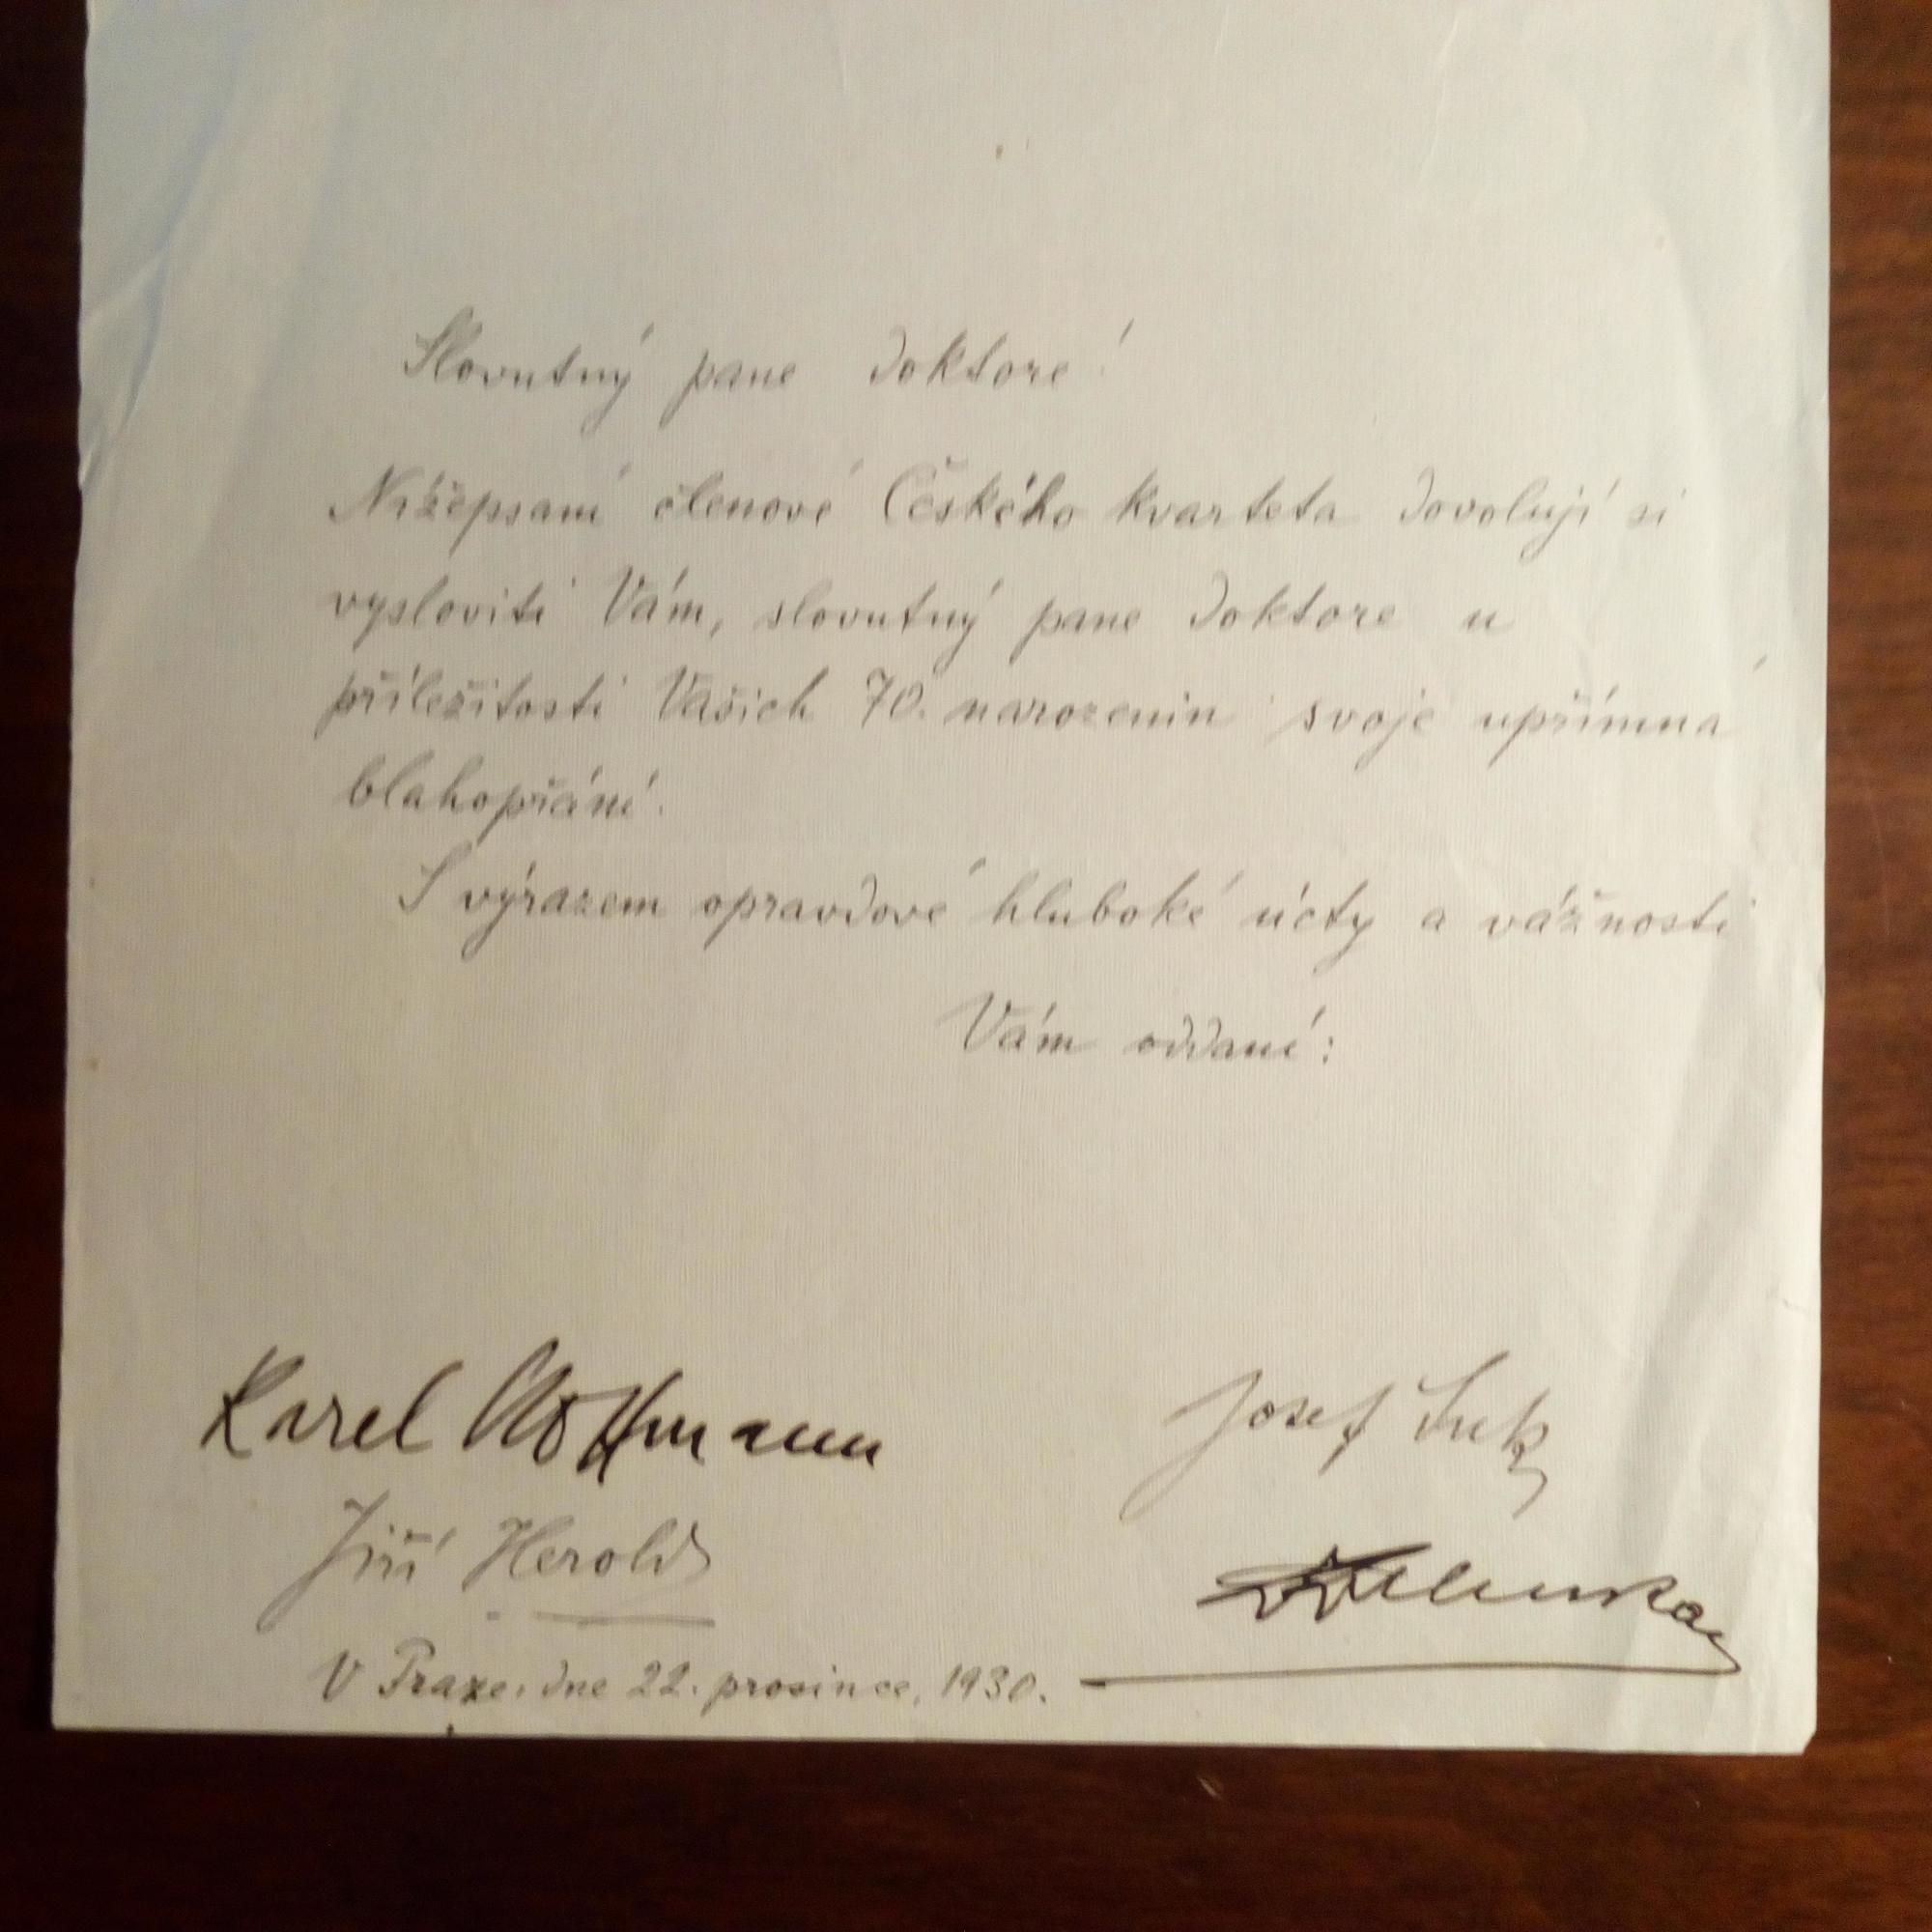 Slovutný pane doktore!
Nížepsaní členové Českého kvarteta dovolují si
vysloviti Vám, slovutný pane doktore u
příležitosti Vašich 70. narozenin svoje upřímná
blahopřání.
S výrazem opravdové hluboké úcty a vážnosti
Vám oddaní:
Karel Hoffmann Josef Suk
Jiří Herold Zelenka
V Praze, dne 22. prosince, 1930.